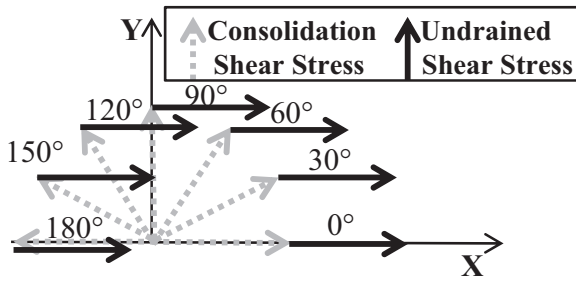 Y
Consolidation
Shear Stress
Undrained
Shear Stress
90°
120°
60°
150°
30°
180°
0°
X